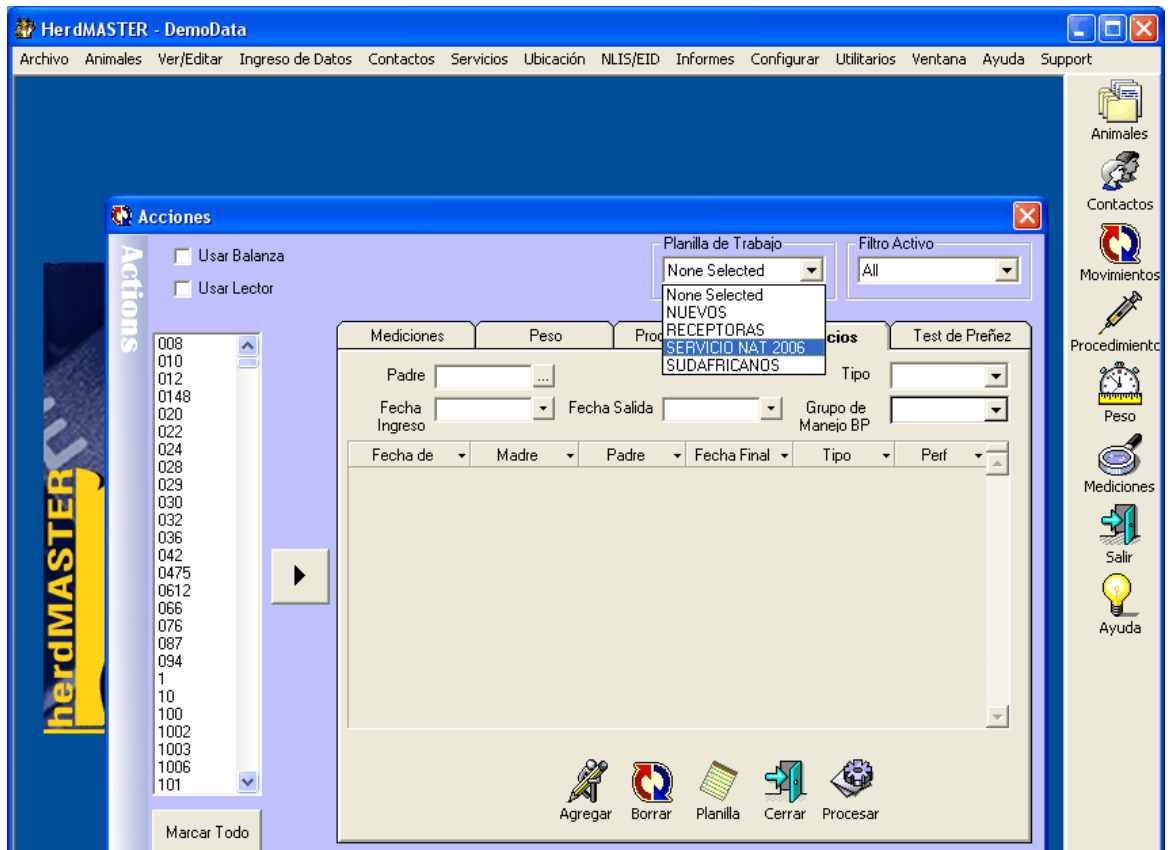 HerdMASTER - DemoData
Archivo Animales Ver/Editar Ingreso de Datos Contactos Servicios Ubicación NLIS/EID Informes Configurar Utilitarios Ventana Ayuda Support
Animales
Contactos
Movimientos
Procedimientc
Peso
Mediciones
Salir
Ayuda
herdMASTER
Acciones
Actions
Usar Balanza
Usar Lector
Planilla de Trabajo
None Selected
None Selected
NUEVOS
RECEPTORAS
SERVICIO NAT 2006
SUDAFRICANOS
Filtro Activo
All
008
010
012
0148
020
022
024
028
029
030
032
036
042
0475
0612
066
076
087
094
1
10
100
1002
1003
1006
101
Marcar Todo
Mediciones Peso Proc cios Test de Preñez
Padre ... Tipo
Fecha Ingreso Fecha Salida Grupo de Manejo BP
Fecha de Madre Padre Fecha Final Tipo Perf
Agregar Borrar Planilla Cerrar Procesar